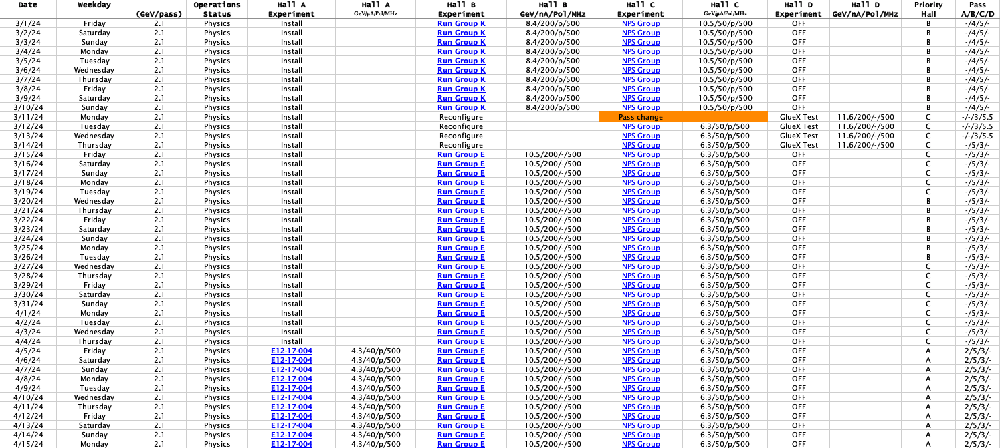 Date Weekday Operations Hall A Hall A Hall B Hall B Hall C Hall C Hall D Hall D Priority Pass
(GeV/pass) Status Experiment GeV/μA/Pol/MHz Experiment GeV/nA/Pol/MHz Experiment GeV/μA/Pol/MHz Experiment GeV/nA/Pol/MHz Hall A/B/C/D
3/1/24 Friday 2.1 Physics Install Run Group K 8.4/200/p/500 NPS Group 10.5/50/p/500 OFF B -/4/5/-
3/2/24 Saturday 2.1 Physics Install Run Group K 8.4/200/p/500 NPS Group 10.5/50/p/500 OFF B -/4/5/-
3/3/24 Sunday 2.1 Physics Install Run Group K 8.4/200/p/500 NPS Group 10.5/50/p/500 OFF B -/4/5/-
3/4/24 Monday 2.1 Physics Install Run Group K 8.4/200/p/500 NPS Group 10.5/50/p/500 OFF B -/4/5/-
3/5/24 Tuesday 2.1 Physics Install Run Group K 8.4/200/p/500 NPS Group 10.5/50/p/500 OFF B -/4/5/-
3/6/24 Wednesday 2.1 Physics Install Run Group K 8.4/200/p/500 NPS Group 10.5/50/p/500 OFF B -/4/5/-
3/7/24 Thursday 2.1 Physics Install Run Group K 8.4/200/p/500 NPS Group 10.5/50/p/500 OFF B -/4/5/-
3/8/24 Friday 2.1 Physics Install Run Group K 8.4/200/p/500 NPS Group 10.5/50/p/500 OFF B -/4/5/-
3/9/24 Saturday 2.1 Physics Install Run Group K 8.4/200/p/500 NPS Group 10.5/50/p/500 OFF B -/4/5/-
3/10/24 Sunday 2.1 Physics Install Run Group K 8.4/200/p/500 NPS Group 10.5/50/p/500 OFF B -/4/5/-
3/11/24 Monday 2.1 Physics Install Reconfigure Pass change GlueX Test 11.6/200/-/500 C -/-/3/5.5
3/12/24 Tuesday 2.1 Physics Install Reconfigure NPS Group 6.3/50/p/500 GlueX Test 11.6/200/-/500 C -/-/3/5.5
3/13/24 Wednesday 2.1 Physics Install Reconfigure NPS Group 6.3/50/p/500 GlueX Test 11.6/200/-/500 C -/-/3/5.5
3/14/24 Thursday 2.1 Physics Install Reconfigure NPS Group 6.3/50/p/500 GlueX Test 11.6/200/-/500 C -/5/3/-
3/15/24 Friday 2.1 Physics Install Run Group E 10.5/200/-/500 NPS Group 6.3/50/p/500 OFF C -/5/3/-
3/16/24 Saturday 2.1 Physics Install Run Group E 10.5/200/-/500 NPS Group 6.3/50/p/500 OFF C -/5/3/-
3/17/24 Sunday 2.1 Physics Install Run Group E 10.5/200/-/500 NPS Group 6.3/50/p/500 OFF C -/5/3/-
3/18/24 Monday 2.1 Physics Install Run Group E 10.5/200/-/500 NPS Group 6.3/50/p/500 OFF C -/5/3/-
3/19/24 Tuesday 2.1 Physics Install Run Group E 10.5/200/-/500 NPS Group 6.3/50/p/500 OFF C -/5/3/-
3/20/24 Wednesday 2.1 Physics Install Run Group E 10.5/200/-/500 NPS Group 6.3/50/p/500 OFF B -/5/3/-
3/21/24 Thursday 2.1 Physics Install Run Group E 10.5/200/-/500 NPS Group 6.3/50/p/500 OFF B -/5/3/-
3/22/24 Friday 2.1 Physics Install Run Group E 10.5/200/-/500 NPS Group 6.3/50/p/500 OFF B -/5/3/-
3/23/24 Saturday 2.1 Physics Install Run Group E 10.5/200/-/500 NPS Group 6.3/50/p/500 OFF B -/5/3/-
3/24/24 Sunday 2.1 Physics Install Run Group E 10.5/200/-/500 NPS Group 6.3/50/p/500 OFF B -/5/3/-
3/25/24 Monday 2.1 Physics Install Run Group E 10.5/200/-/500 NPS Group 6.3/50/p/500 OFF B -/5/3/-
3/26/24 Tuesday 2.1 Physics Install Run Group E 10.5/200/-/500 NPS Group 6.3/50/p/500 OFF B -/5/3/-
3/27/24 Wednesday 2.1 Physics Install Run Group E 10.5/200/-/500 NPS Group 6.3/50/p/500 OFF C -/5/3/-
3/28/24 Thursday 2.1 Physics Install Run Group E 10.5/200/-/500 NPS Group 6.3/50/p/500 OFF C -/5/3/-
3/29/24 Friday 2.1 Physics Install Run Group E 10.5/200/-/500 NPS Group 6.3/50/p/500 OFF C -/5/3/-
3/30/24 Saturday 2.1 Physics Install Run Group E 10.5/200/-/500 NPS Group 6.3/50/p/500 OFF C -/5/3/-
3/31/24 Sunday 2.1 Physics Install Run Group E 10.5/200/-/500 NPS Group 6.3/50/p/500 OFF C -/5/3/-
4/1/24 Monday 2.1 Physics Install Run Group E 10.5/200/-/500 NPS Group 6.3/50/p/500 OFF C -/5/3/-
4/2/24 Tuesday 2.1 Physics Install Run Group E 10.5/200/-/500 NPS Group 6.3/50/p/500 OFF C -/5/3/-
4/3/24 Wednesday 2.1 Physics Install Run Group E 10.5/200/-/500 NPS Group 6.3/50/p/500 OFF C -/5/3/-
4/4/24 Thursday 2.1 Physics Install Run Group E 10.5/200/-/500 NPS Group 6.3/50/p/500 OFF C -/5/3/-
4/5/24 Friday 2.1 Physics E12-17-004 4.3/40/p/500 Run Group E 10.5/200/-/500 NPS Group 6.3/50/p/500 OFF A 2/5/3/-
4/6/24 Saturday 2.1 Physics E12-17-004 4.3/40/p/500 Run Group E 10.5/200/-/500 NPS Group 6.3/50/p/500 OFF A 2/5/3/-
4/7/24 Sunday 2.1 Physics E12-17-004 4.3/40/p/500 Run Group E 10.5/200/-/500 NPS Group 6.3/50/p/500 OFF A 2/5/3/-
4/8/24 Monday 2.1 Physics E12-17-004 4.3/40/p/500 Run Group E 10.5/200/-/500 NPS Group 6.3/50/p/500 OFF A 2/5/3/-
4/9/24 Tuesday 2.1 Physics E12-17-004 4.3/40/p/500 Run Group E 10.5/200/-/500 NPS Group 6.3/50/p/500 OFF A 2/5/3/-
4/10/24 Wednesday 2.1 Physics E12-17-004 4.3/40/p/500 Run Group E 10.5/200/-/500 NPS Group 6.3/50/p/500 OFF A 2/5/3/-
4/11/24 Thursday 2.1 Physics E12-17-004 4.3/40/p/500 Run Group E 10.5/200/-/500 NPS Group 6.3/50/p/500 OFF A 2/5/3/-
4/12/24 Friday 2.1 Physics E12-17-004 4.3/40/p/500 Run Group E 10.5/200/-/500 NPS Group 6.3/50/p/500 OFF A 2/5/3/-
4/13/24 Saturday 2.1 Physics E12-17-004 4.3/40/p/500 Run Group E 10.5/200/-/500 NPS Group 6.3/50/p/500 OFF A 2/5/3/-
4/14/24 Sunday 2.1 Physics E12-17-004 4.3/40/p/500 Run Group E 10.5/200/-/500 NPS Group 6.3/50/p/500 OFF A 2/5/3/-
4/15/24 Monday 2.1 Physics E12-17-004 4.3/40/p/500 Run Group E 10.5/200/-/500 NPS Group 6.3/50/p/500 OFF A 2/5/3/-